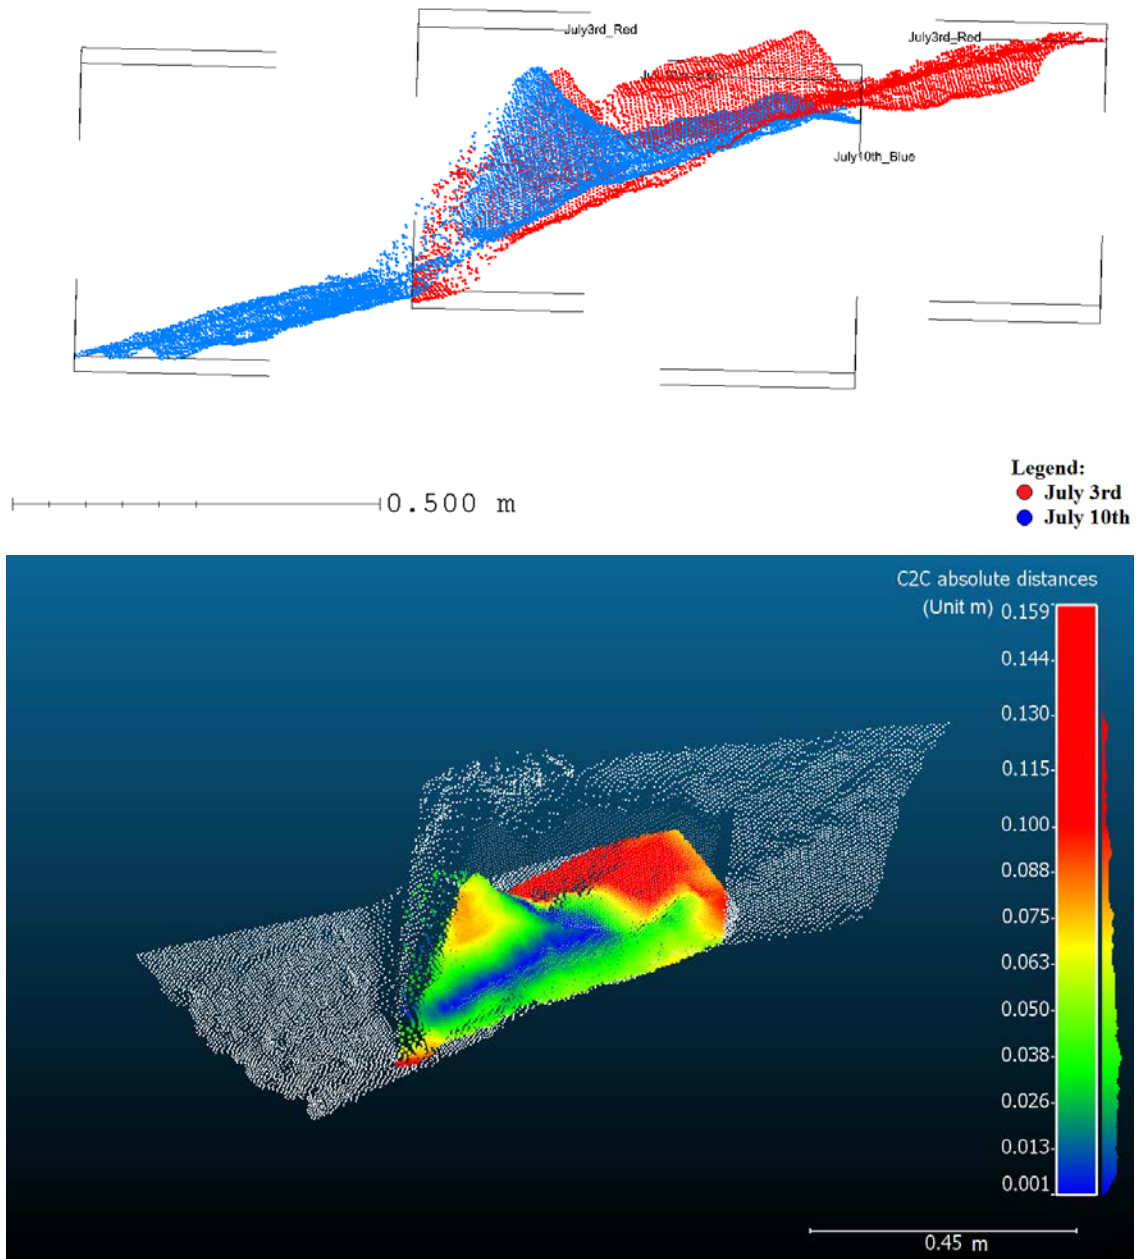 July3rd_Red
July3rd_Red
July10th_Blue
0.500 m
Legend:
July 3rd
July 10th
C2C absolute distances
(Unit m) 0.159
0.144
0.130
0.115
0.100
0.088
0.075
0.063
0.050
0.038
0.026
0.013
0.001
0.45 m